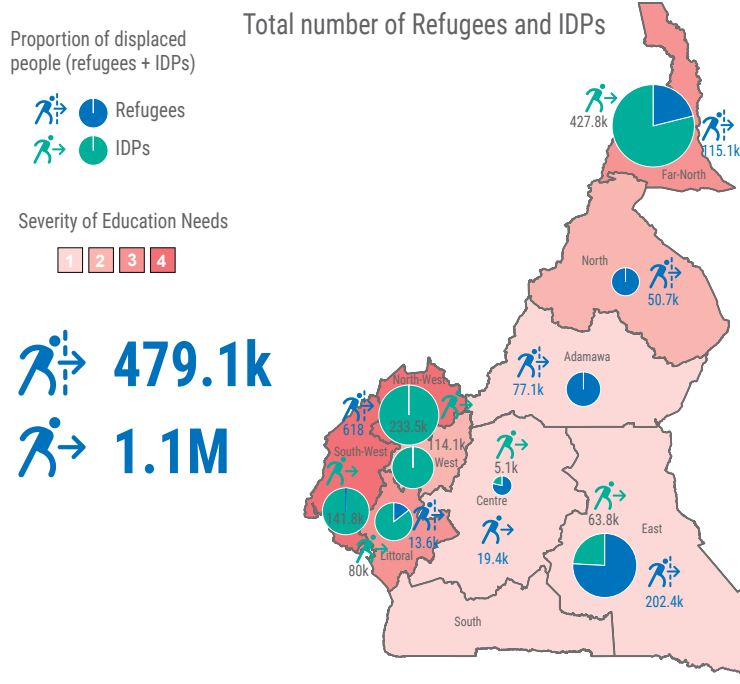 Total number of Refugees and IDPs
Proportion of displaced
people (refugees + IDPs)
Refugees
IDPs
Severity of Education Needs
1 2 3 4
479.1k
1.1M
427.8k
115.1k
Far-North
North
50.7k
Adamawa
77.1k
North-West
618
233.5k
114.1k
South-West
West
141.8k
13.6k
Littoral
80k
5.1k
Centre
19.4k
63.8k
East
202.4k
South